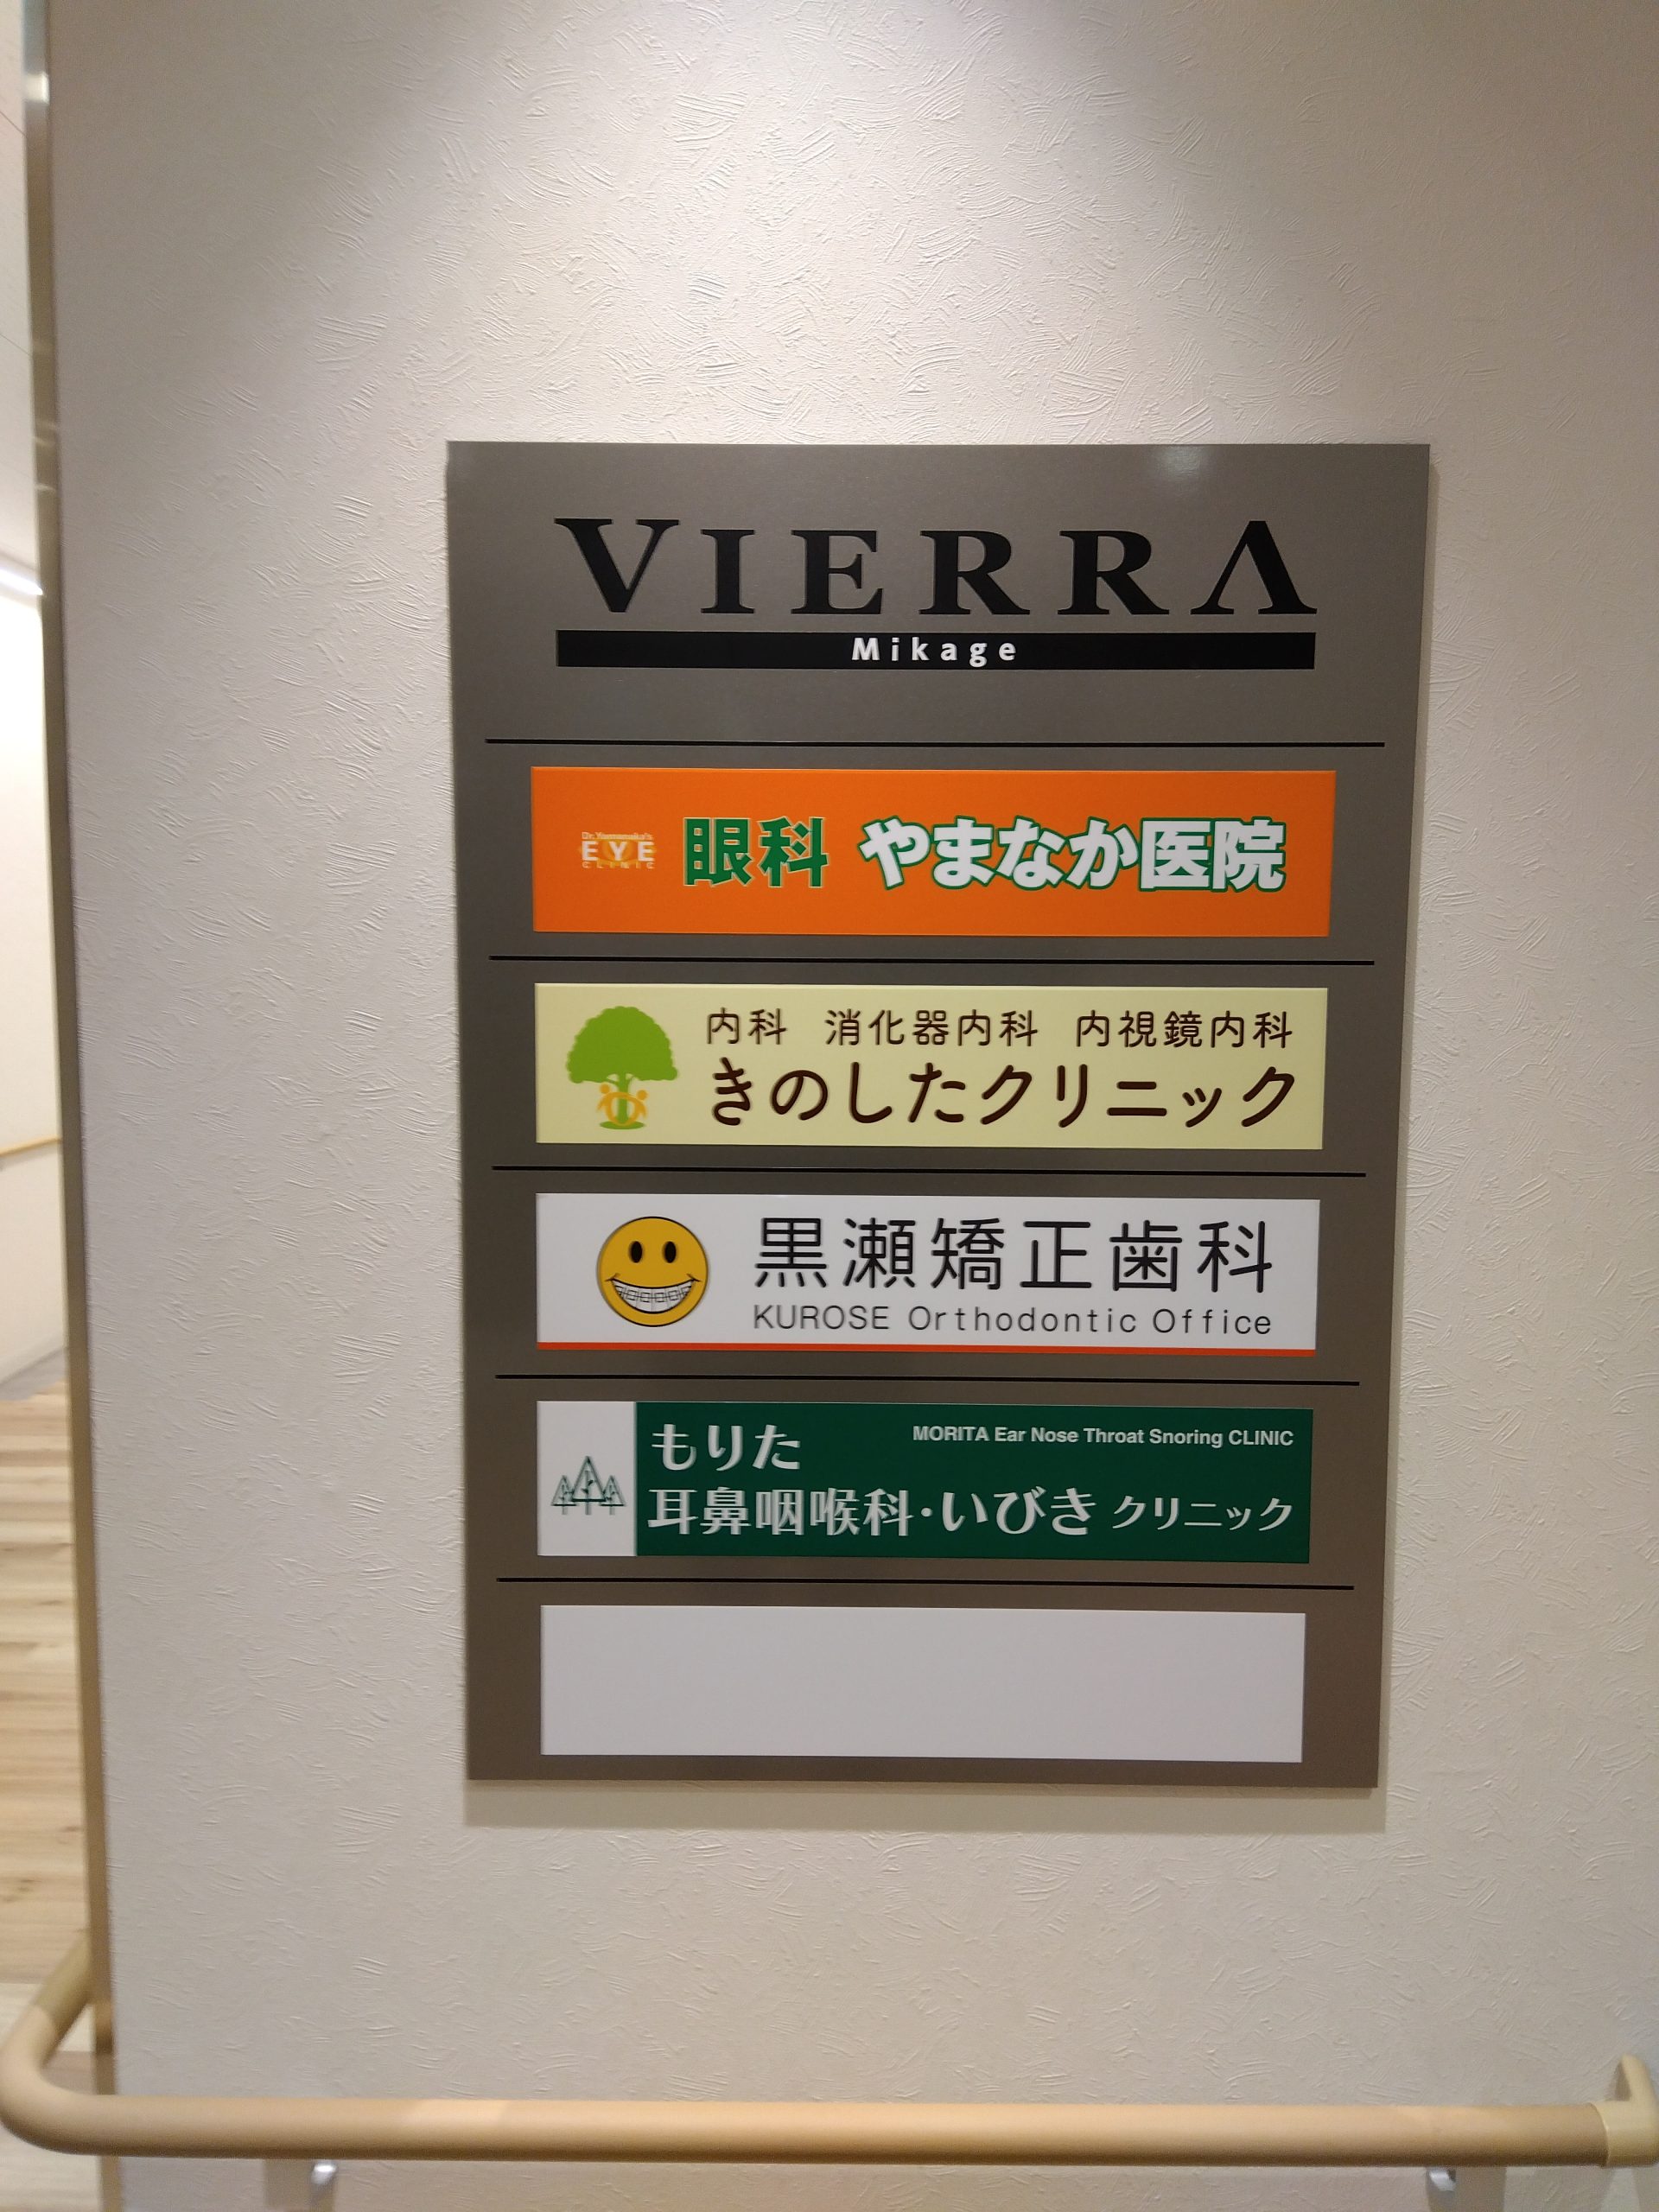 VIERRA
Mikage
Dr.Yamanaka's
EYE
CLINIC
眼科 やまなか医院
内科 消化器内科 内視鏡内科
きのしたクリニック
黒瀬矯正歯科
KUROSE Orthodontic Office
もりた
MORITA Ear Nose Throat Snoring CLINIC
耳鼻咽喉科・いびき クリニック